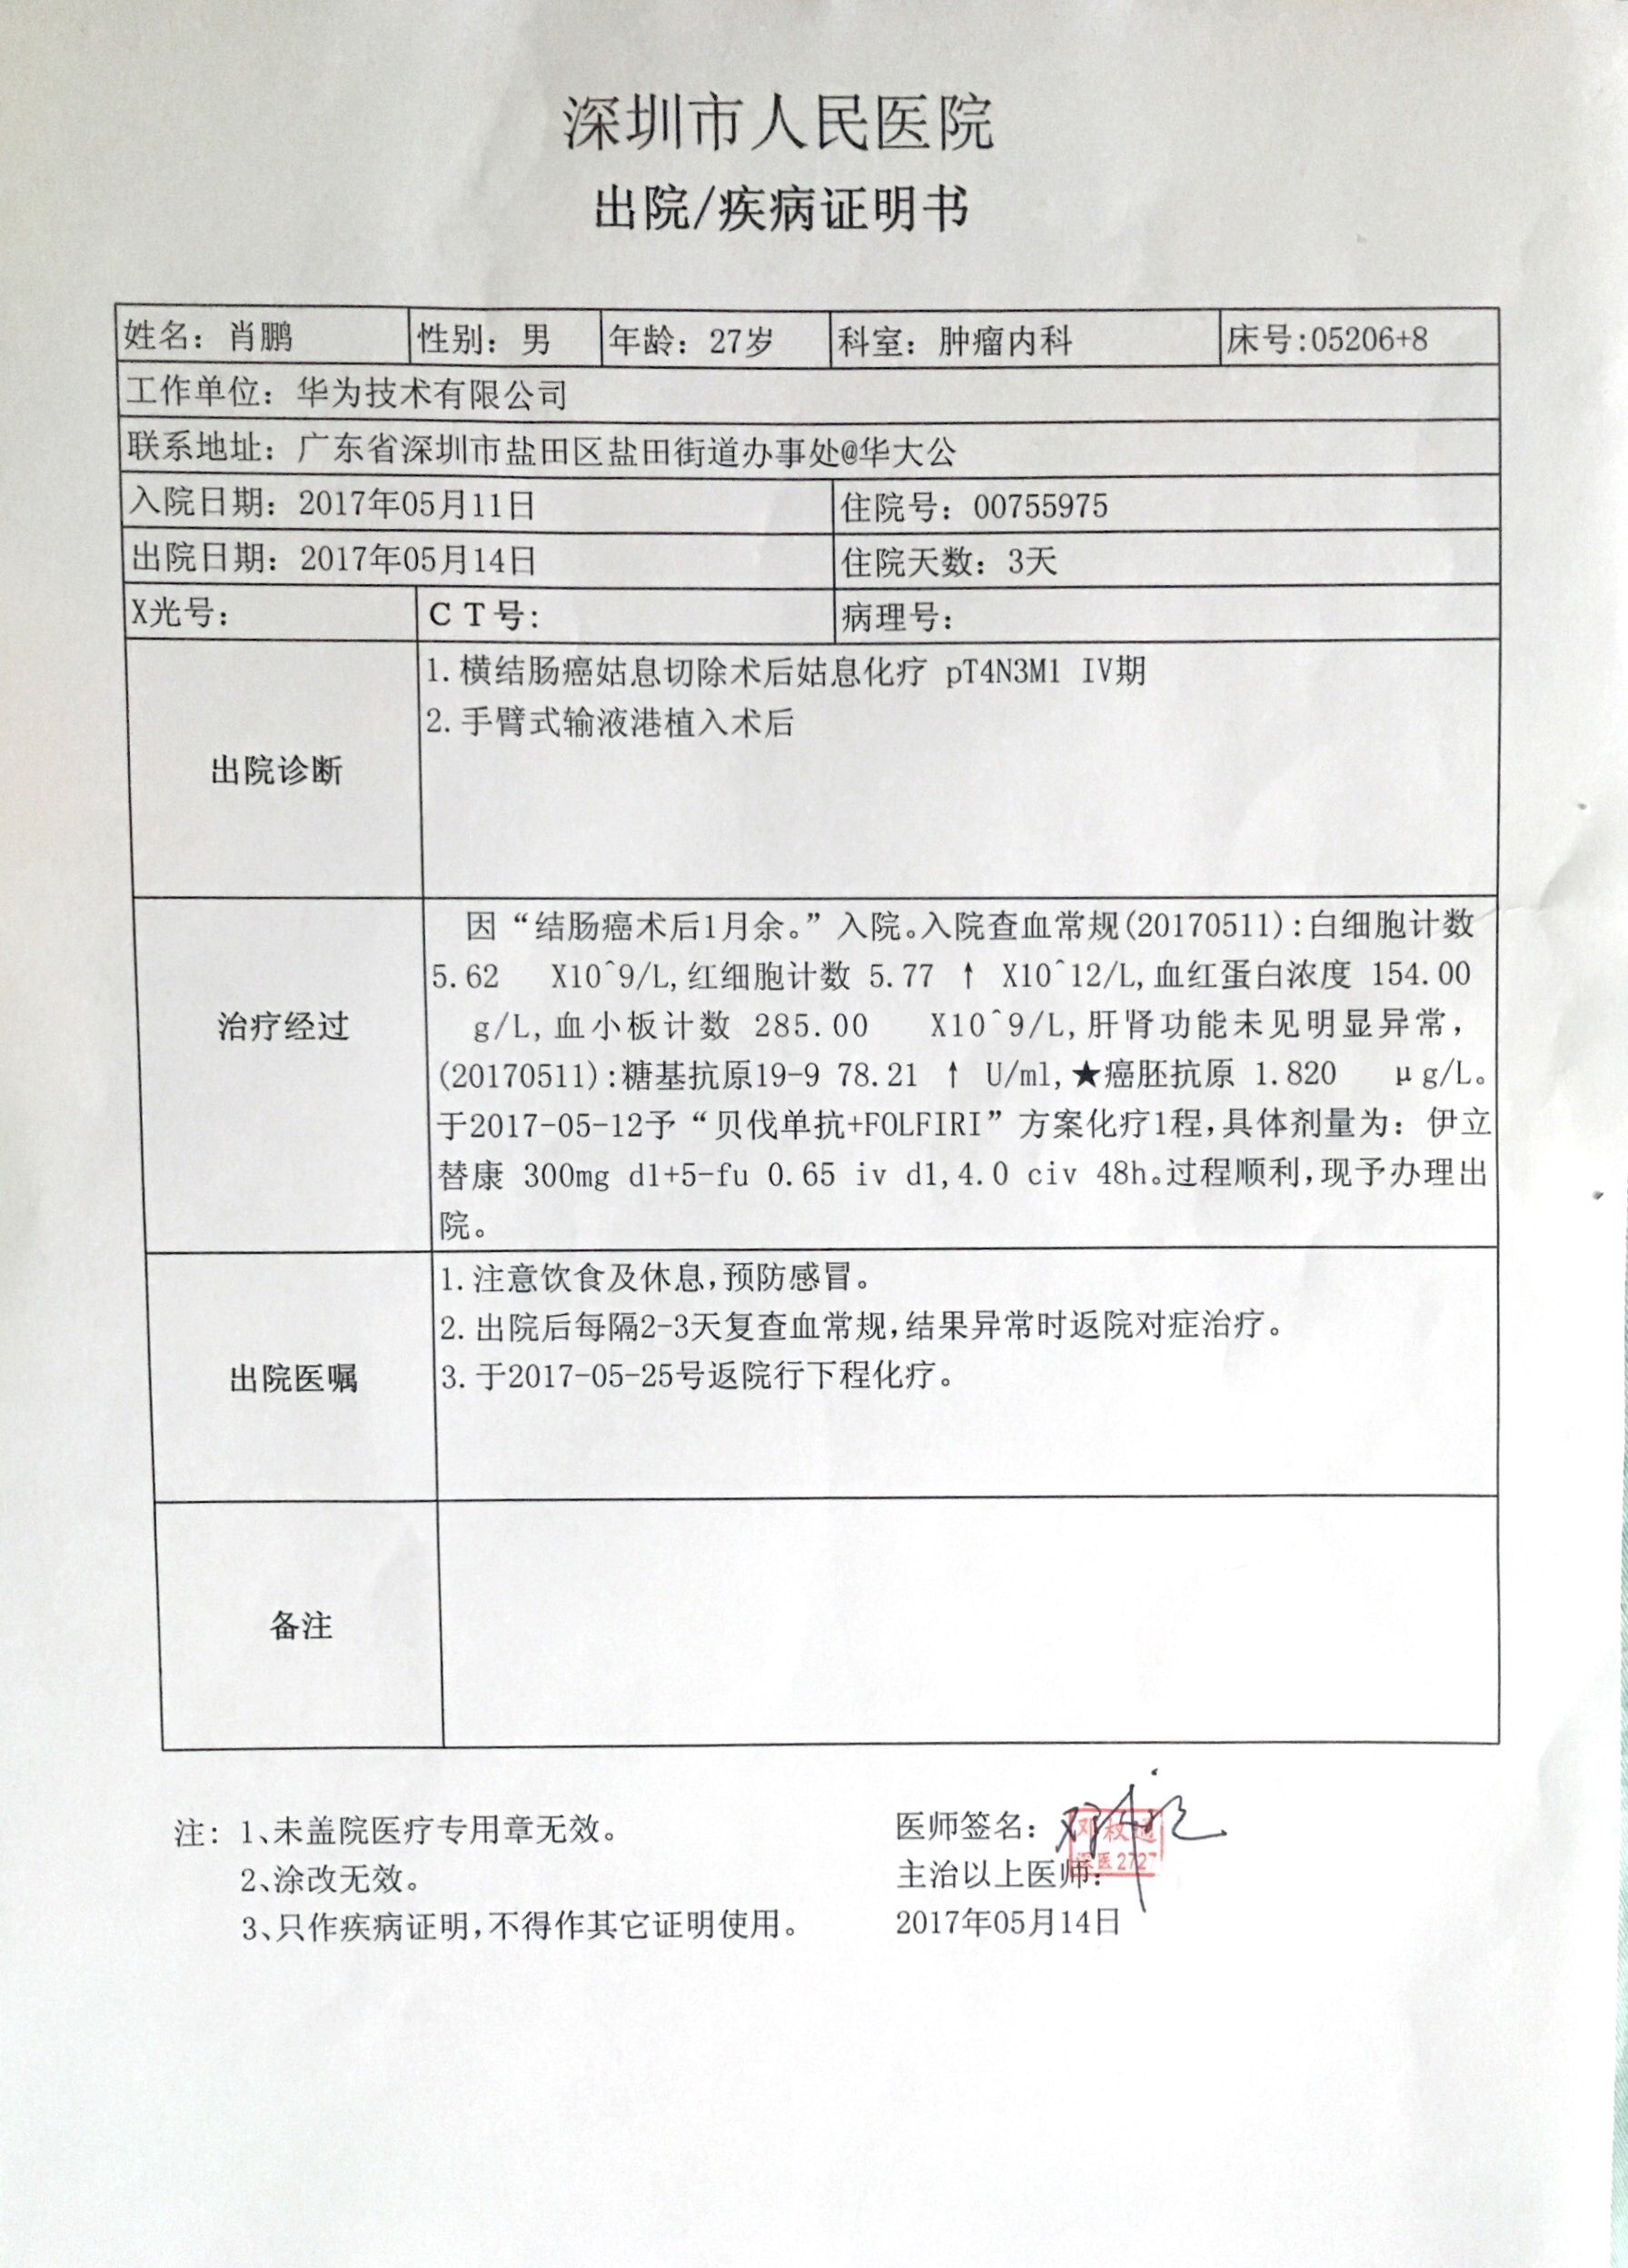 深圳市人民医院
出院/疾病证明书
姓名：肖鹏 性别：男 年龄：27岁 科室：肿瘤内科 床号:05206+8
工作单位：华为技术有限公司
联系地址：广东省深圳市盐田区盐田街道办事处@华大公
入院日期：2017年05月11日 住院号：00755975
出院日期：2017年05月14日 住院天数：3天
X光号： CT号： 病理号：
出院诊断
1.横结肠癌姑息切除术后姑息化疗 pT4N3M1 IV期
2.手臂式输液港植入术后
治疗经过
因“结肠癌术后1月余。”入院。入院查血常规(20170511):白细胞计数
5.62 X10^9/L,红细胞计数 5.77 ↑ X10^12/L,血红蛋白浓度 154.00
g/L,血小板计数 285.00 X10^9/L,肝肾功能未见明显异常，
(20170511):糖基抗原19-9 78.21 ↑ U/ml,★癌胚抗原 1.820 μg/L。
于2017-05-12予“贝伐单抗+FOLFIRI”方案化疗1程,具体剂量为：伊立
替康 300mg d1+5-fu 0.65 iv d1,4.0 civ 48h。过程顺利,现予办理出
院。
出院医嘱
1.注意饮食及休息,预防感冒。
2.出院后每隔2-3天复查血常规,结果异常时返院对症治疗。
3.于2017-05-25号返院行下程化疗。
备注
注：1、未盖院医疗专用章无效。
2、涂改无效。
3、只作疾病证明,不得作其它证明使用。
医师签名：
邓权通
深医272
主治以上医师：
2017年05月14日